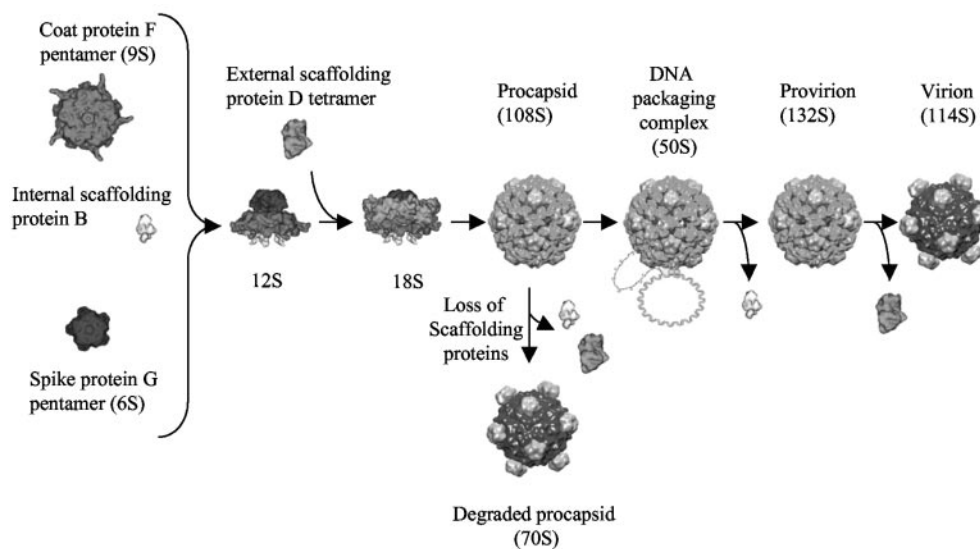 Coat protein F
pentamer (9S)
Internal scaffolding
protein B
Spike protein G
pentamer (6S)
12S
External scaffolding
protein D tetramer
18S
Procapsid
(108S)
Loss of
Scaffolding
proteins
Degraded procapsid
(70S)
DNA
packaging
complex
(50S)
Provirion
(132S)
Virion
(114S)